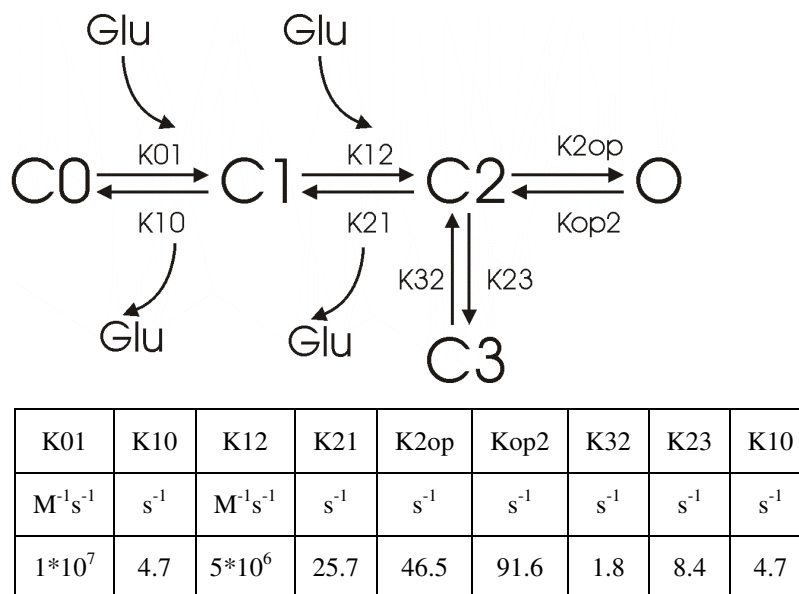 Glu Glu
K01 K12 K2op
C0 C1 C2 O
K10 K21 Kop2
K32 K23
Glu Glu
C3
K01 K10 K12 K21 K2op Kop2 K32 K23 K10
M-1s-1 s-1 M-1s-1 s-1 s-1 s-1 s-1 s-1 s-1
1*10^7 4.7 5*10^6 25.7 46.5 91.6 1.8 8.4 4.7